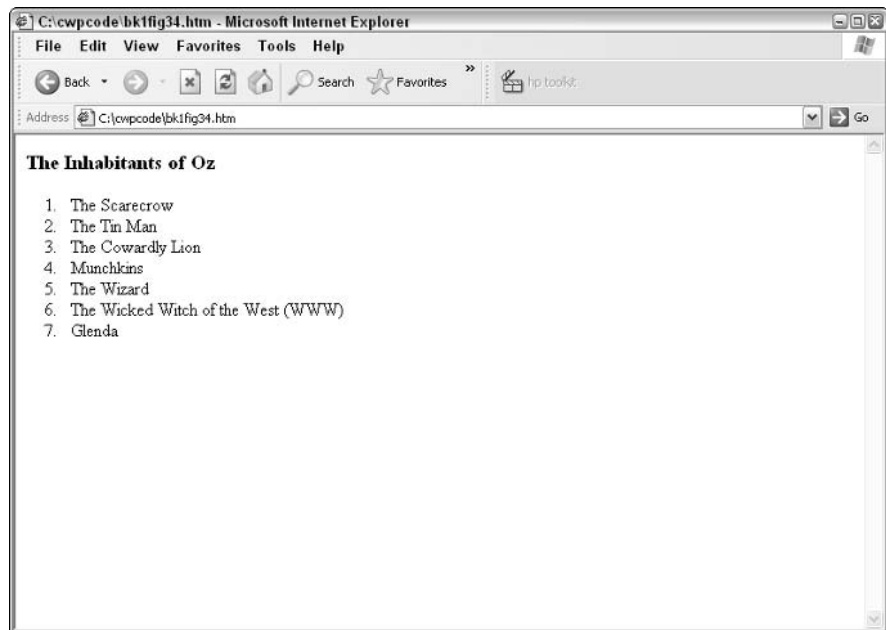 C:\cwpcode\bk1fig34.htm - Microsoft Internet Explorer
File Edit View Favorites Tools Help
Back Search Favorites » hp toolkit
Address C:\cwpcode\bk1fig34.htm Go
The Inhabitants of Oz
1. The Scarecrow
2. The Tin Man
3. The Cowardly Lion
4. Munchkins
5. The Wizard
6. The Wicked Witch of the West (WWW)
7. Glenda